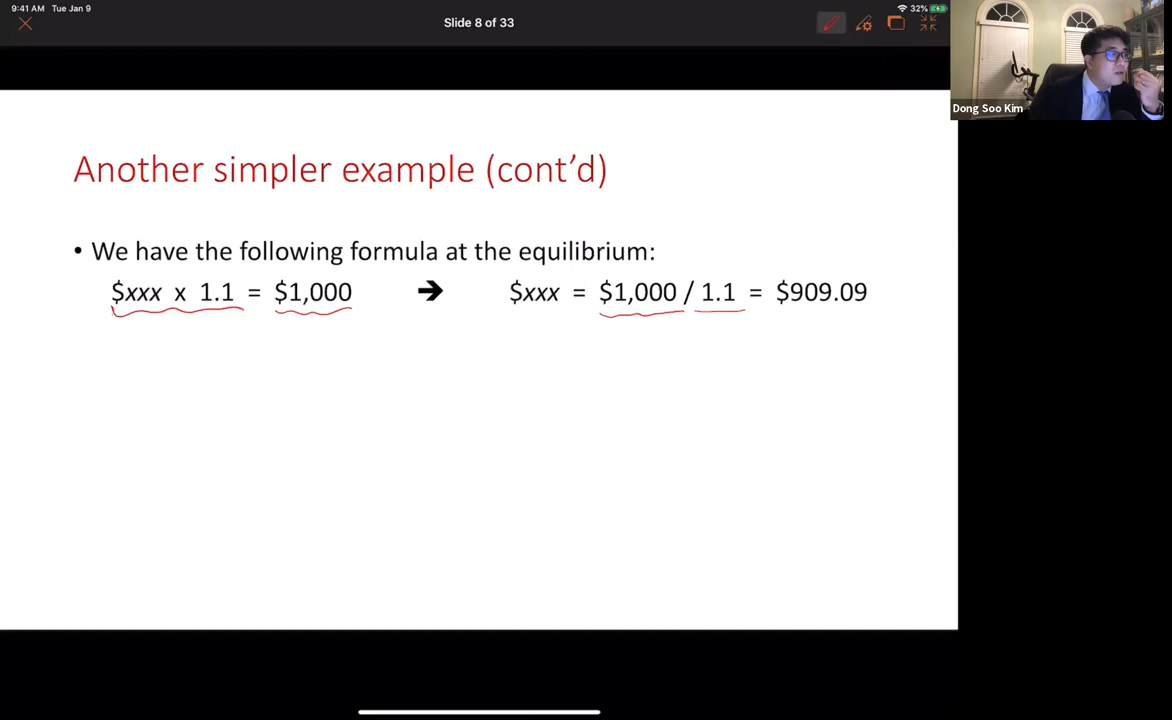 9:41 AM Tue Jan 9
32%
Slide 8 of 33
Dong Soo Kim
Another simpler example (cont'd)
• We have the following formula at the equilibrium:
$xxx x 1.1 = $1,000 ➔ $xxx = $1,000 / 1.1 = $909.09